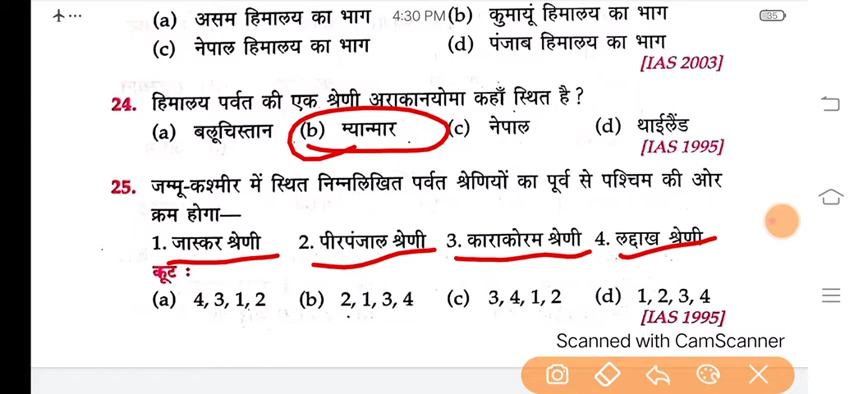 (a) असम हिमालय का भाग 4:30 PM (b) कुमायूं हिमालय का भाग 35
(c) नेपाल हिमालय का भाग (d) पंजाब हिमालय का भाग
[IAS 2003]
24. हिमालय पर्वत की एक श्रेणी अराकानयोमा कहाँ स्थित है ?
(a) बलूचिस्तान (b) म्यान्मार (c) नेपाल (d) थाईलैंड
[IAS 1995]
25. जम्मू-कश्मीर में स्थित निम्नलिखित पर्वत श्रेणियों का पूर्व से पश्चिम की ओर
क्रम होगा—
1. जास्कर श्रेणी 2. पीरपंजाल श्रेणी 3. काराकोरम श्रेणी 4. लद्दाख श्रेणी
कूट :
(a) 4, 3, 1, 2 (b) 2, 1, 3, 4 (c) 3, 4, 1, 2 (d) 1, 2, 3, 4
[IAS 1995]
Scanned with CamScanner